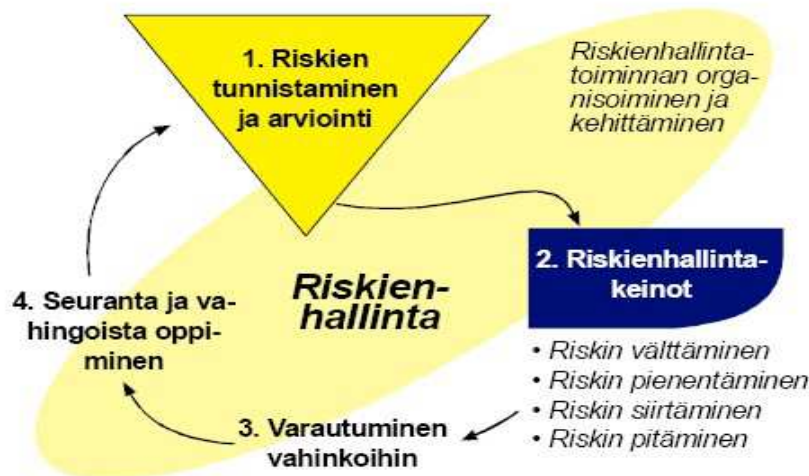 1. Riskien
tunnistaminen
ja arviointi
Riskienhallinta-
toiminnan orga-
nisoiminen ja
kehittäminen
2. Riskienhallinta-
keinot
• Riskin välttäminen
• Riskin pienentäminen
• Riskin siirtäminen
• Riskin pitäminen
3. Varautuminen
vahinkoihin
4. Seuranta ja va-
hingoista oppi-
minen
Riskien-
hallinta